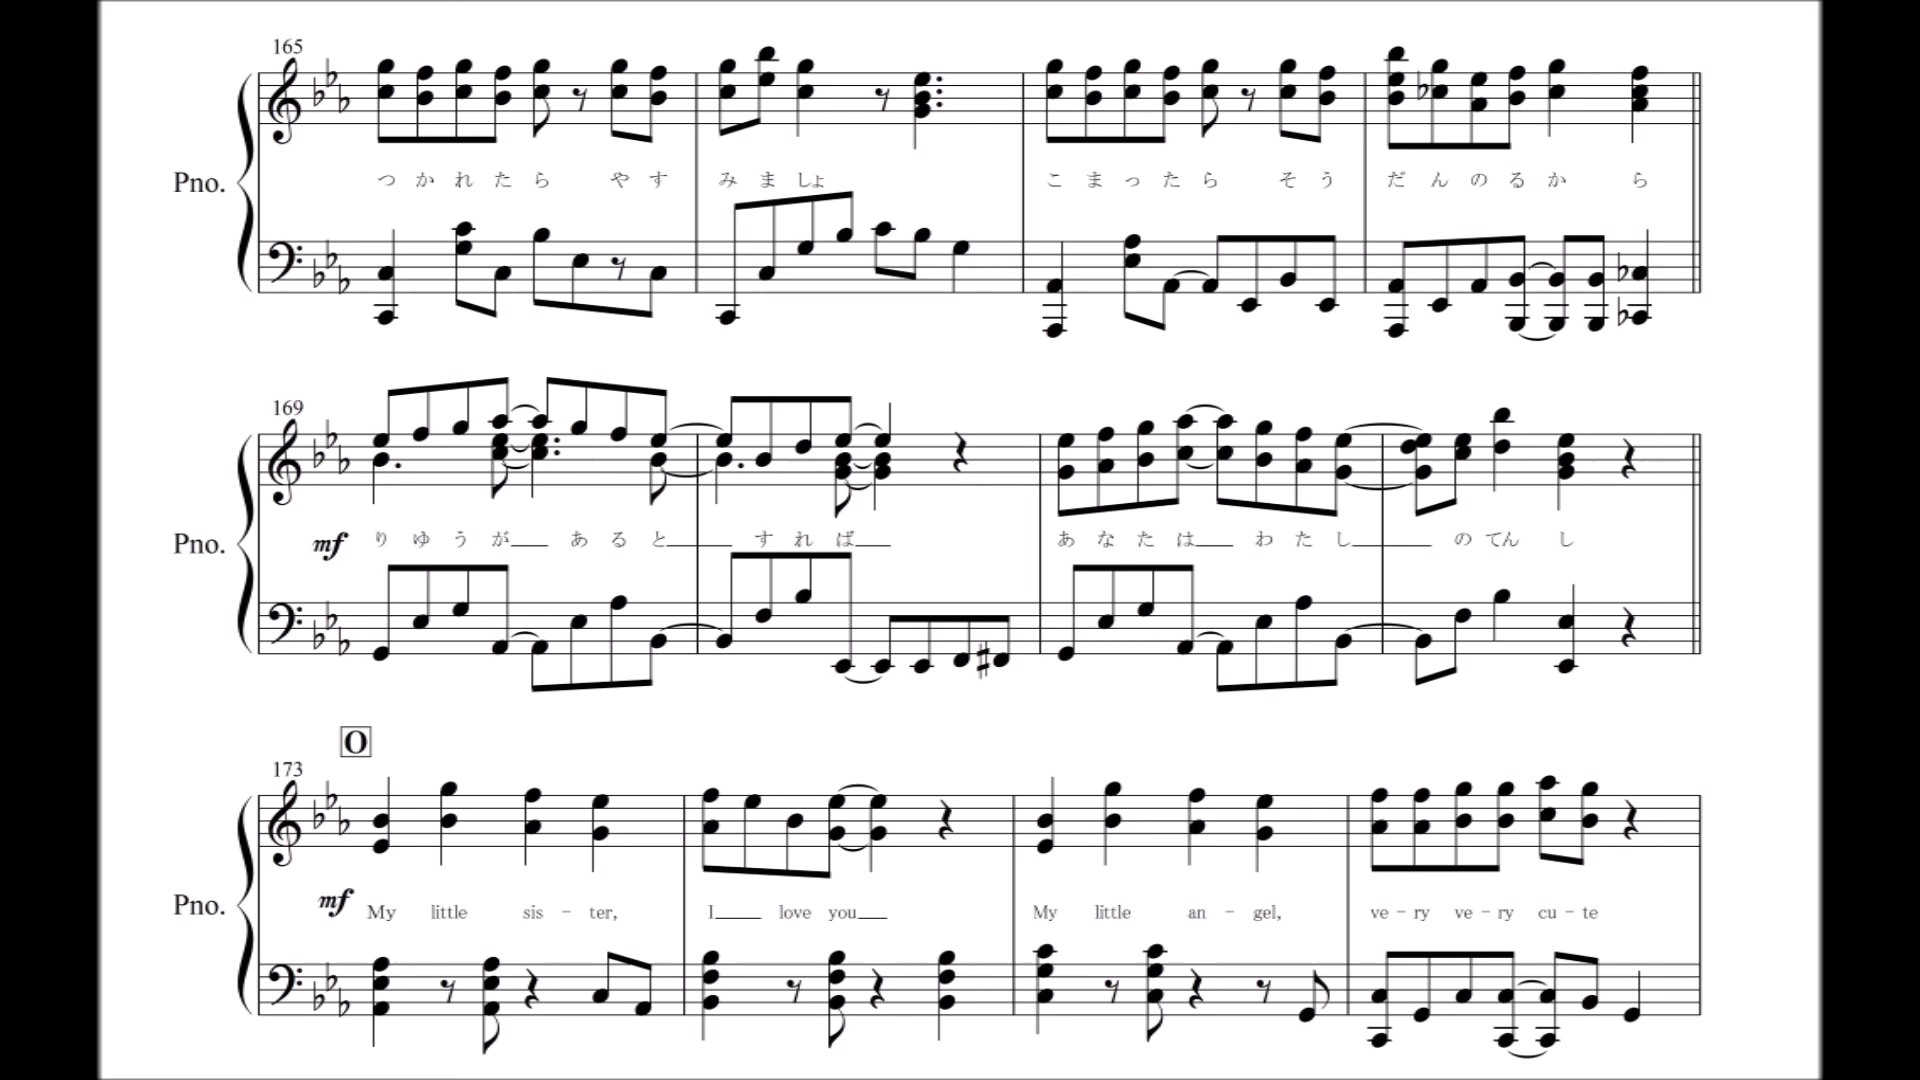 165
Pno.
つかれたら やすみましょ こまったら そうだんのるから
169
Pno.
mf りゆうが あると すれば あなたは わたし のてんし
O
173
Pno.
mf My little sis - ter, I love you My little an - gel, ve - ry ve - ry cu - te